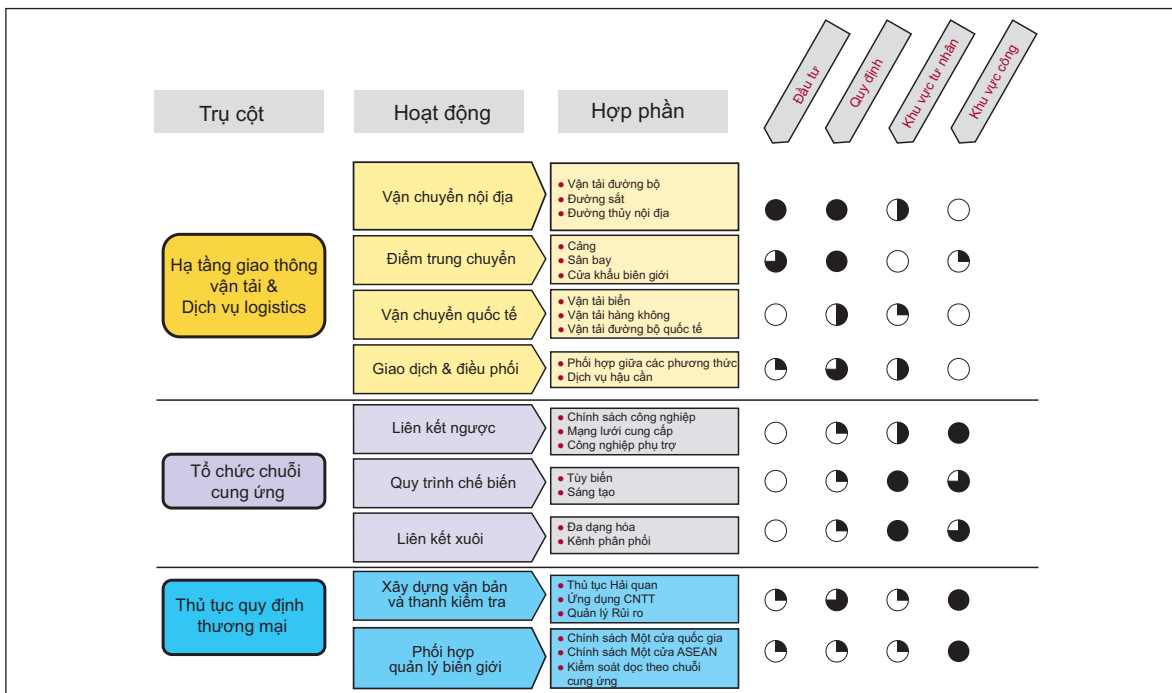 Trụ cột
Hoạt động
Hợp phần
Đầu tư
Quy định
Khu vực tư nhân
Khu vực công
Hạ tầng giao thông
vận tải &
Dịch vụ logistics
Vận chuyển nội địa
• Vận tải đường bộ
• Đường sắt
• Đường thủy nội địa
Điểm trung chuyển
• Cảng
• Sân bay
• Cửa khẩu biên giới
Vận chuyển quốc tế
• Vận tải biển
• Vận tải hàng không
• Vận tải đường bộ quốc tế
Giao dịch & điều phối
• Phối hợp giữa các phương thức
• Dịch vụ hậu cần
Tổ chức chuỗi
cung ứng
Liên kết ngược
• Chính sách công nghiệp
• Mạng lưới cung cấp
• Công nghiệp phụ trợ
Quy trình chế biến
• Tùy biến
• Sáng tạo
Liên kết xuôi
• Đa dạng hóa
• Kênh phân phối
Thủ tục quy định
thương mại
Xây dựng văn bản
và thanh kiểm tra
• Thủ tục Hải quan
• Ứng dụng CNTT
• Quản lý Rủi ro
Phối hợp
quản lý biên giới
• Chính sách Một cửa quốc gia
• Chính sách Một cửa ASEAN
• Kiểm soát dọc theo chuỗi
cung ứng